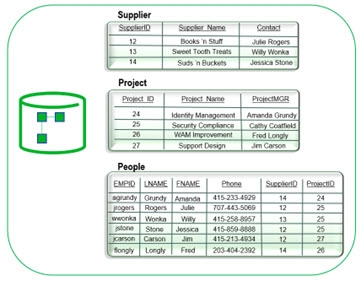 Supplier
SupplierID Supplier_Name Contact
12 Books 'n Stuff Julie Rogers
13 Sweet Tooth Treats Willy Wonka
14 Suds 'n Buckets Jessica Stone
Project
Project_ID Project_Name ProjectMGR
24 Identity Management Amanda Grundy
25 Security Compliance Cathy Coatfield
26 WAM Improvement Fred Longly
27 Support Design Jim Carson
People
EMPID LNAME FNAME Phone SupplierID ProjectID
agrundy Grundy Amanda 415-233-4929 14 24
jrogers Rogers Julie 707-443-5069 12 25
wwonka Wonka Willy 415-258-8957 13 25
jstone Stone Jessica 415-859-8888 12 25
jcarson Carson Jim 415-213-4934 12 27
flongly Longly Fred 203-404-2392 14 26